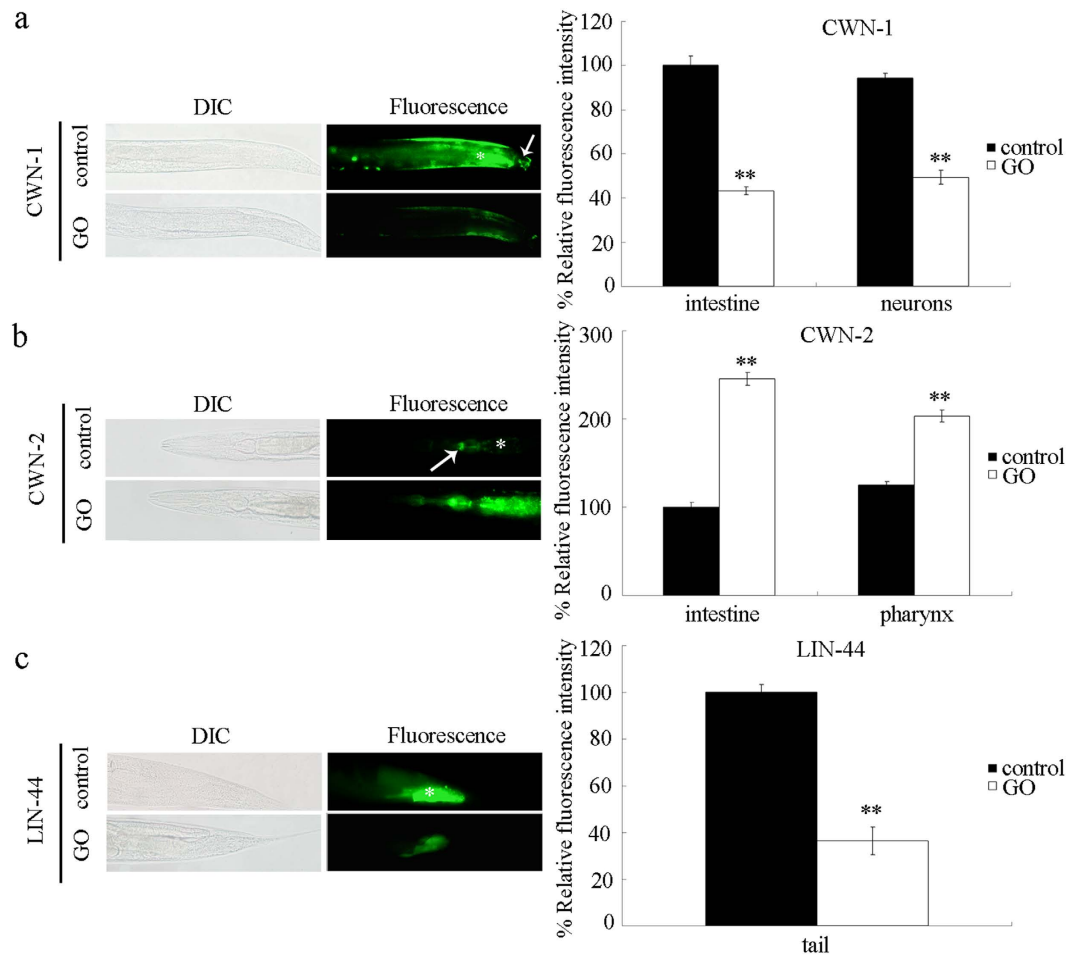 a
DIC
Fluorescence
CWN-1
control
GO
*
% Relative fluorescence intensity
120
100
80
60
40
20
0
CWN-1
**
**
intestine
neurons
control
GO
b
DIC
Fluorescence
CWN-2
control
GO
*
% Relative fluorescence intensity
300
200
100
0
CWN-2
**
**
intestine
pharynx
control
GO
c
DIC
Fluorescence
LIN-44
control
GO
*
% Relative fluorescence intensity
120
100
80
60
40
20
0
LIN-44
**
tail
control
GO